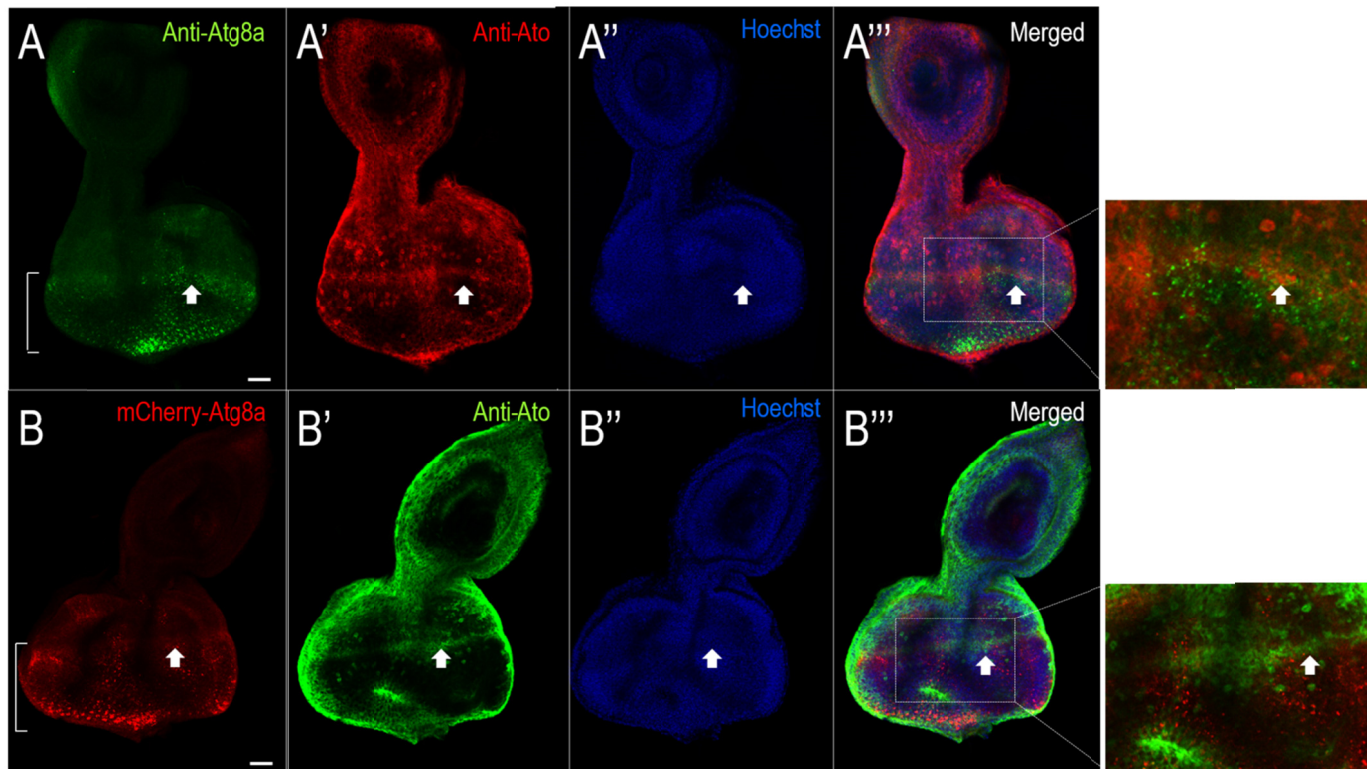 A Anti-Atg8a
A’ Anti-Ato
A’’ Hoechst
A’’’ Merged
B mCherry-Atg8a
B’ Anti-Ato
B’’ Hoechst
B’’’ Merged